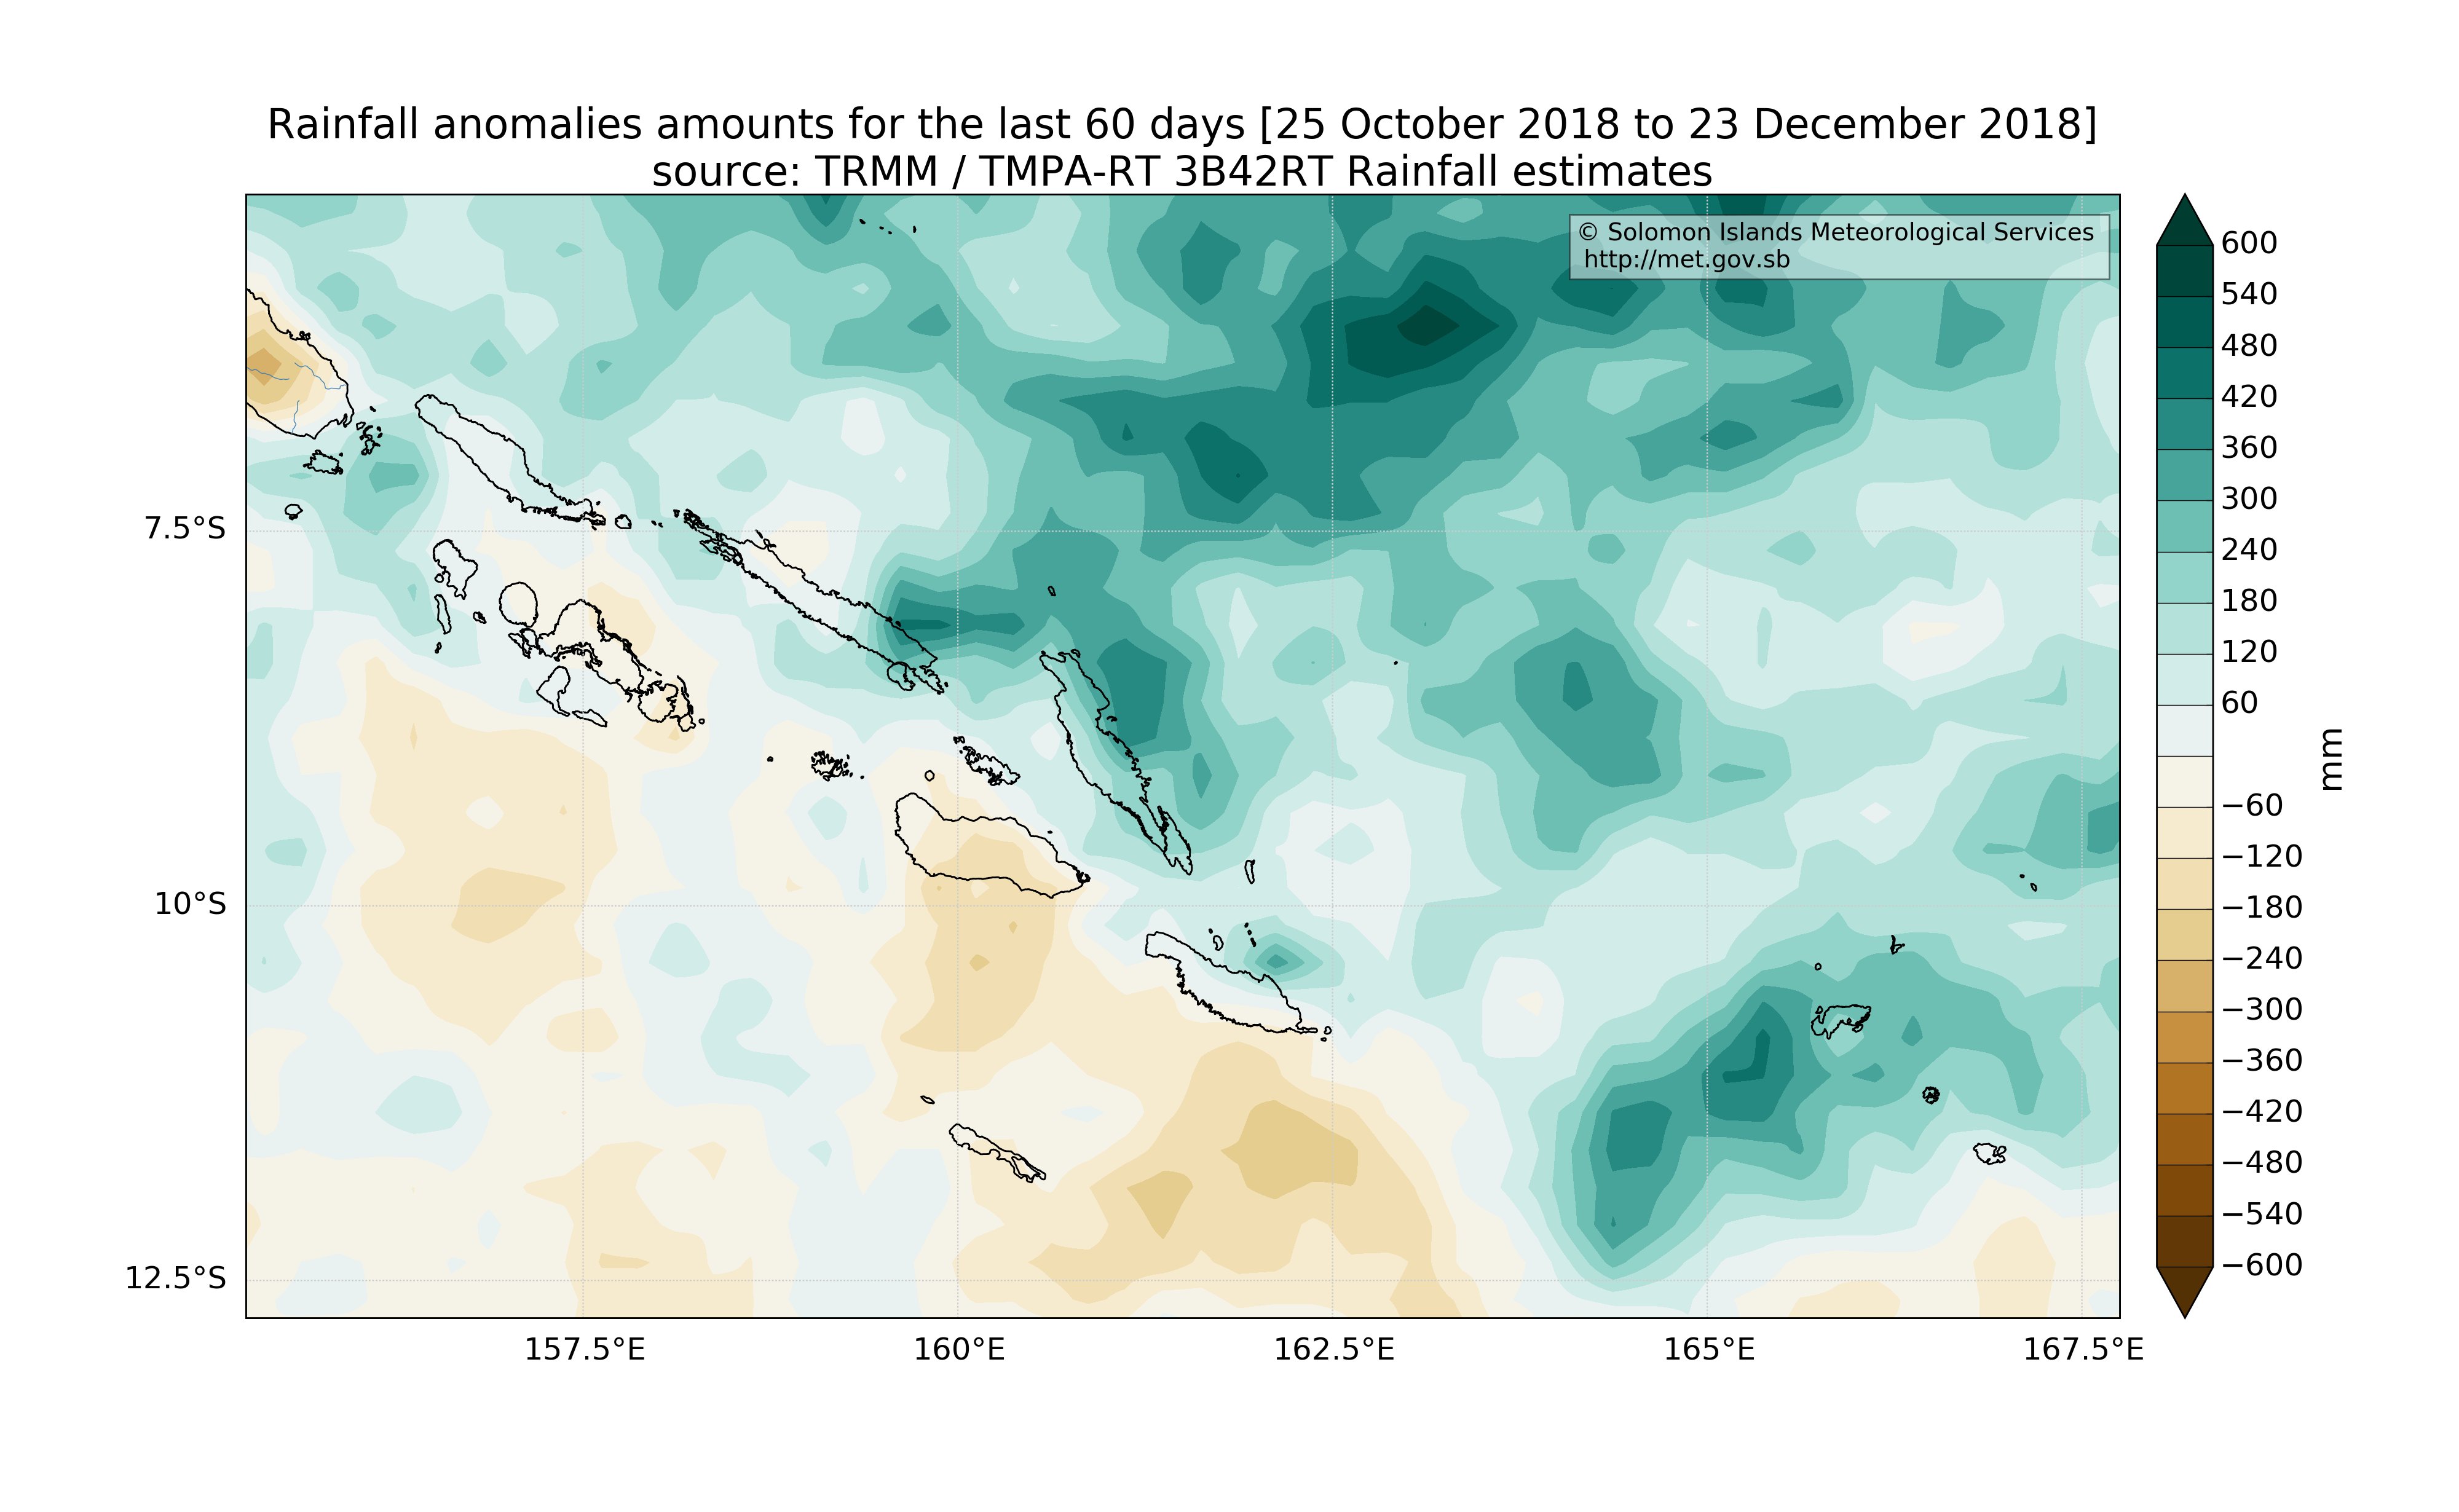 Rainfall anomalies amounts for the last 60 days [25 October 2018 to 23 December 2018]
source: TRMM / TMPA-RT 3B42RT Rainfall estimates
© Solomon Islands Meteorological Services
http://met.gov.sb
7.5°S
10°S
12.5°S
157.5°E
160°E
162.5°E
165°E
167.5°E
600
540
480
420
360
300
240
180
120
60
−60
−120
−180
−240
−300
−360
−420
−480
−540
−600
mm